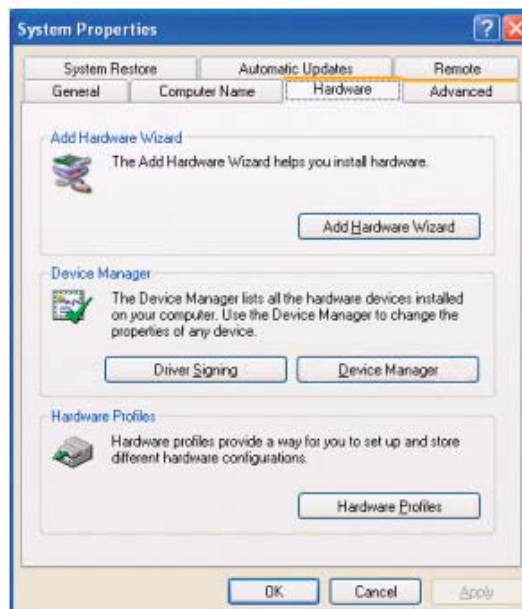 System Properties
System Restore Automatic Updates Remote
General Computer Name Hardware Advanced
Add Hardware Wizard
The Add Hardware Wizard helps you install hardware.
Add Hardware Wizard
Device Manager
The Device Manager lists all the hardware devices installed
on your computer. Use the Device Manager to change the
properties of any device.
Driver Signing Device Manager
Hardware Profiles
Hardware profiles provide a way for you to set up and store
different hardware configurations.
Hardware Profiles
OK Cancel Apply